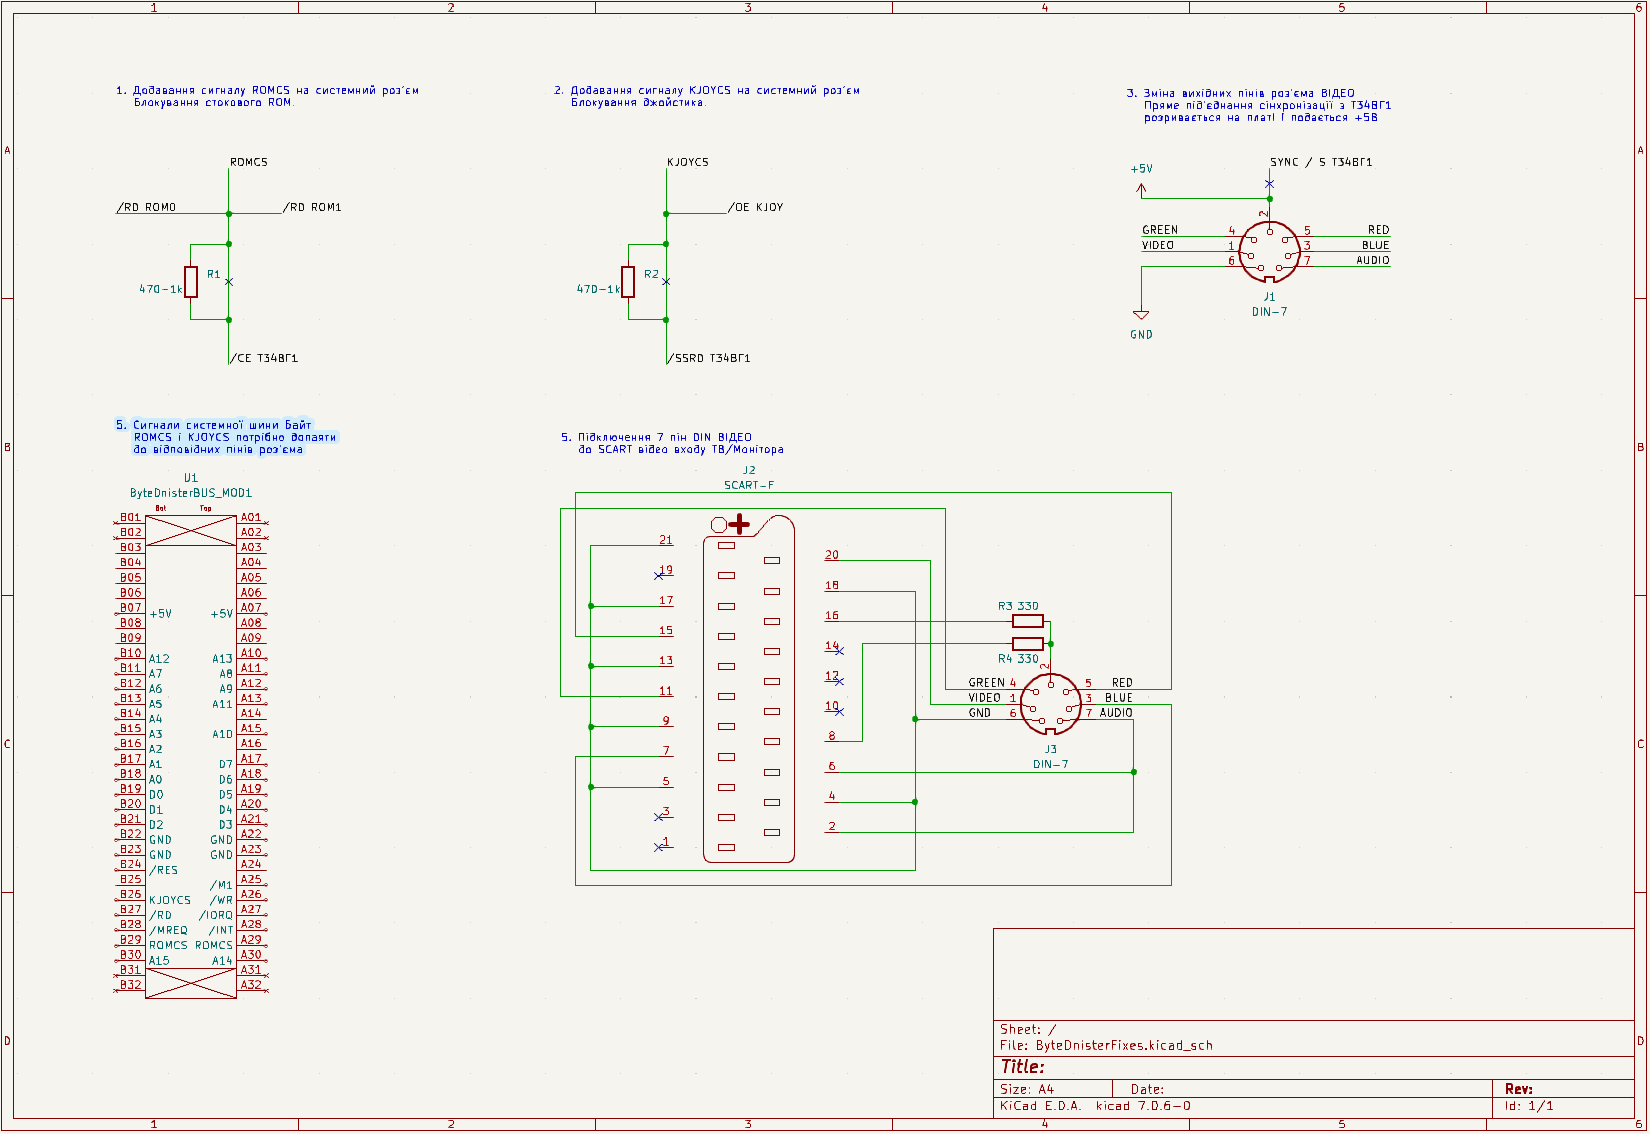 1 2 3 4 5 6
1. Додавання сигналу ROMCS на системний роз'єм
Блокування стокового ROM.
ROMCS
/RD ROM0
/RD ROM1
R1
470-1k
/CE Т34ВГ1
2. Додавання сигналу KJOYCS на системний роз'єм
Блокування джойстика.
KJOYCS
/OE KJOY
R2
470-1k
/SSRD Т34ВГ1
3. Зміна вихідних пінів роз'єма ВІДЕО
Пряме під'єднання сінхронізації з Т34ВГ1
розривається на платі і подається +5В
SYNC / S Т34ВГ1
+5V
2
GREEN 4 5 RED
VIDEO 1 3 BLUE
6 7 AUDIO
J1
DIN-7
GND
A A
B B
C C
D D
5. Сигнали системної шини Байт
ROMCS і KJOYCS потрібно допаяти
до відповідних пінів роз'єма
U1
ByteDnisterBUS_MOD1
Bot Top
B01 A01
B02 A02
B03 A03
B04 A04
B05 A05
B06 A06
B07 +5V +5V A07
B08 A08
B09 A09
B10 A12 A13 A10
B11 A7 A8 A11
B12 A6 A9 A12
B13 A5 A11 A13
B14 A4 A14
B15 A3 A10 A15
B16 A2 A16
B17 A1 D7 A17
B18 A0 D6 A18
B19 D0 D5 A19
B20 D1 D4 A20
B21 D2 D3 A21
B22 GND GND A22
B23 GND GND A23
B24 /RES A24
B25 /M1 A25
B26 KJOYCS /WR A26
B27 /RD /IORQ A27
B28 /MREQ /INT A28
B29 ROMCS ROMCS A29
B30 A15 A14 A30
B31 A31
B32 A32
5. Підключення 7 пін DIN ВІДЕО
до SCART відео входу ТВ/Монітора
J2
SCART-F
21
20
19
18
17
16
15
14
13
12
11
10
9
8
7
6
5
4
3
2
1
R3 330
R4 330
2
GREEN 4 5 RED
VIDEO 1 3 BLUE
GND 6 7 AUDIO
J3
DIN-7
Sheet: /
File: ByteDnisterFixes.kicad_sch
Title:
Size: A4 Date: Rev:
KiCad E.D.A. kicad 7.0.6-0 Id: 1/1
1 2 3 4 5 6